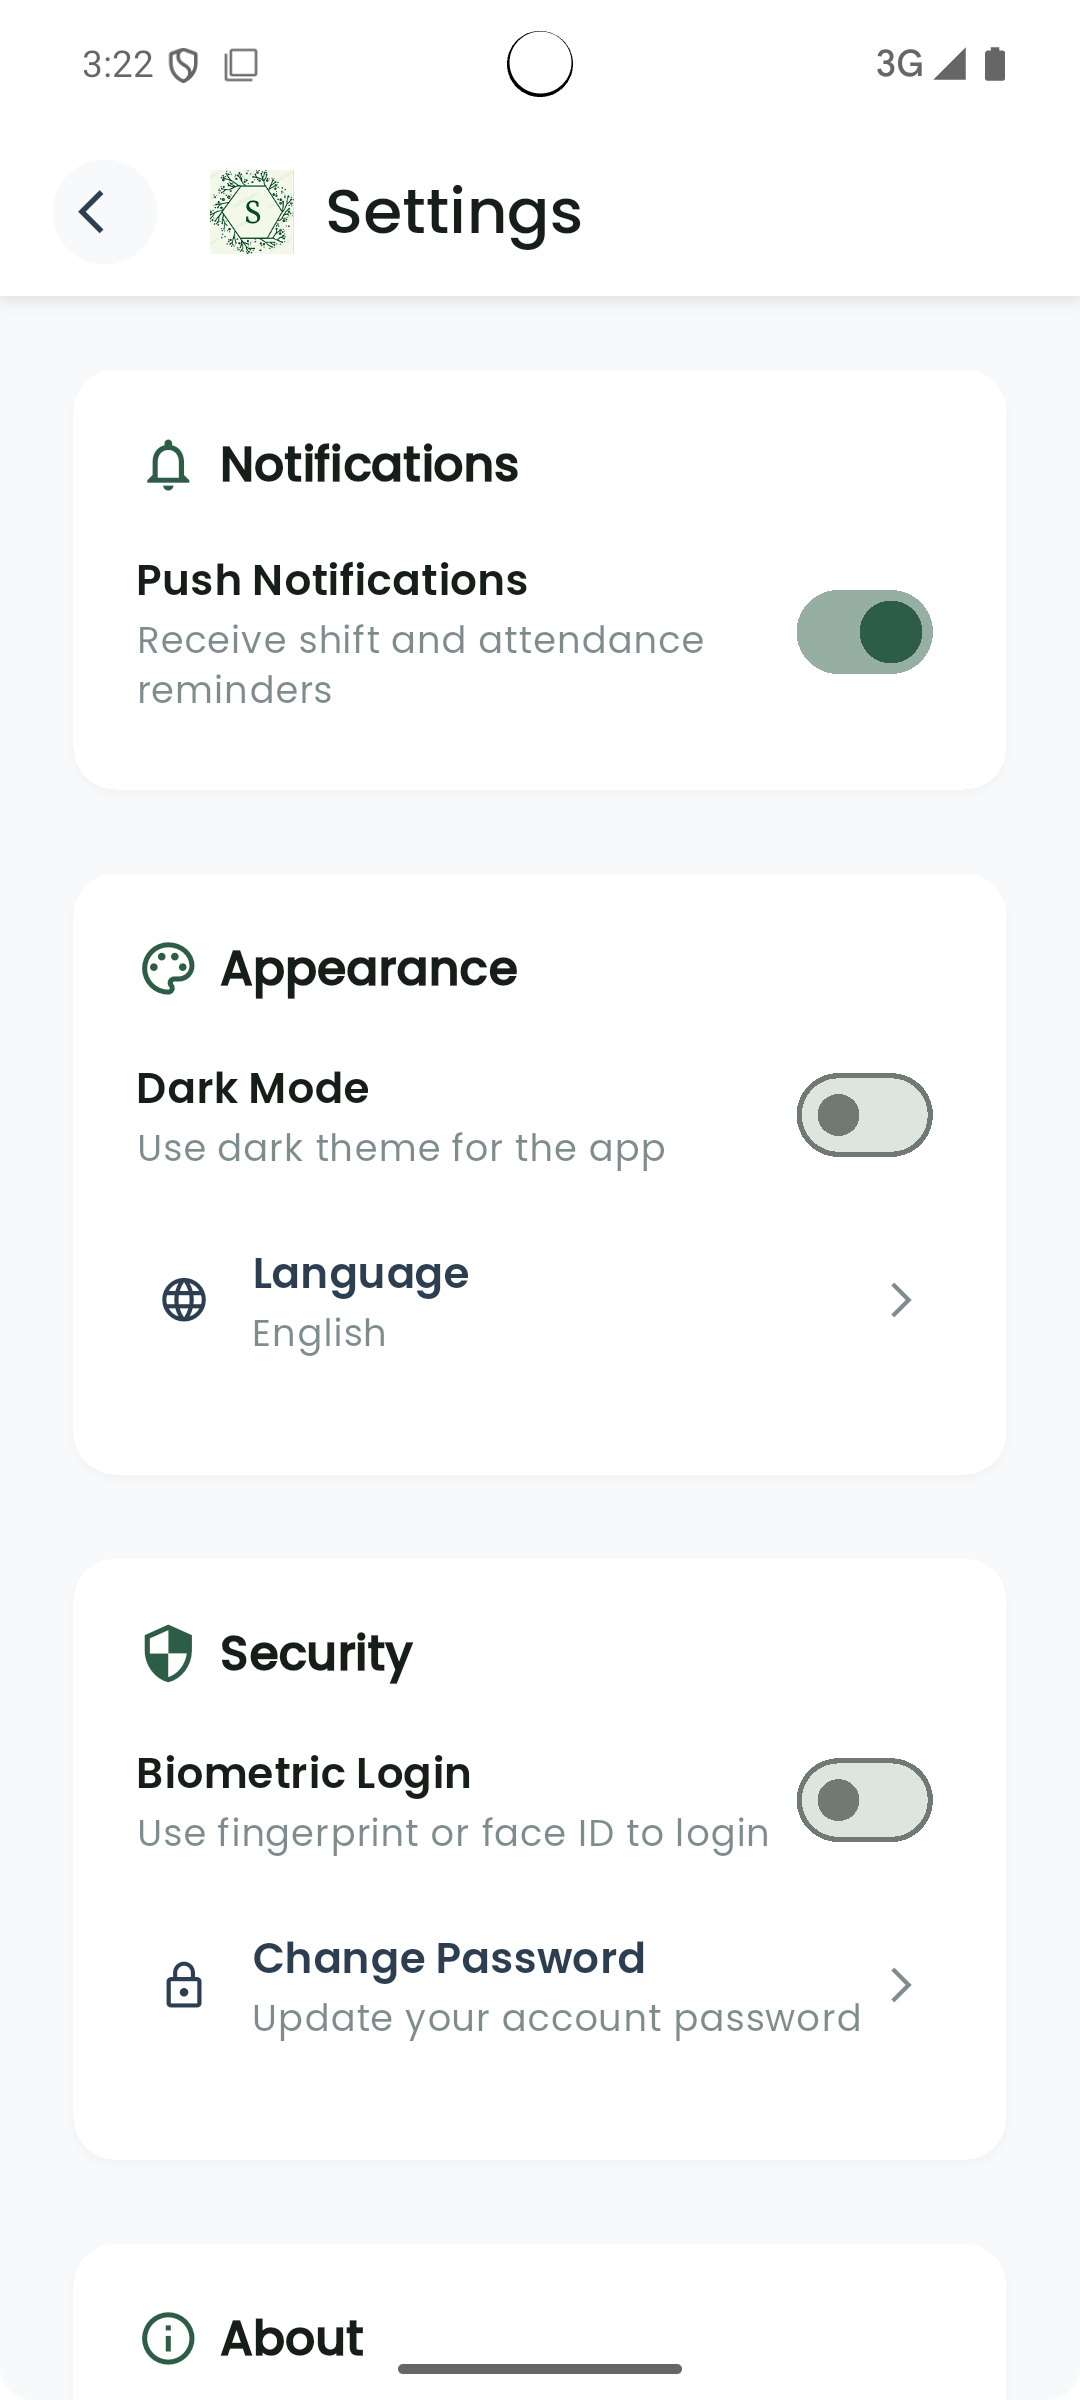 3:22
3G
S
Settings
Notifications
Push Notifications
Receive shift and attendance
reminders
Appearance
Dark Mode
Use dark theme for the app
Language
English
Security
Biometric Login
Use fingerprint or face ID to login
Change Password
Update your account password
About